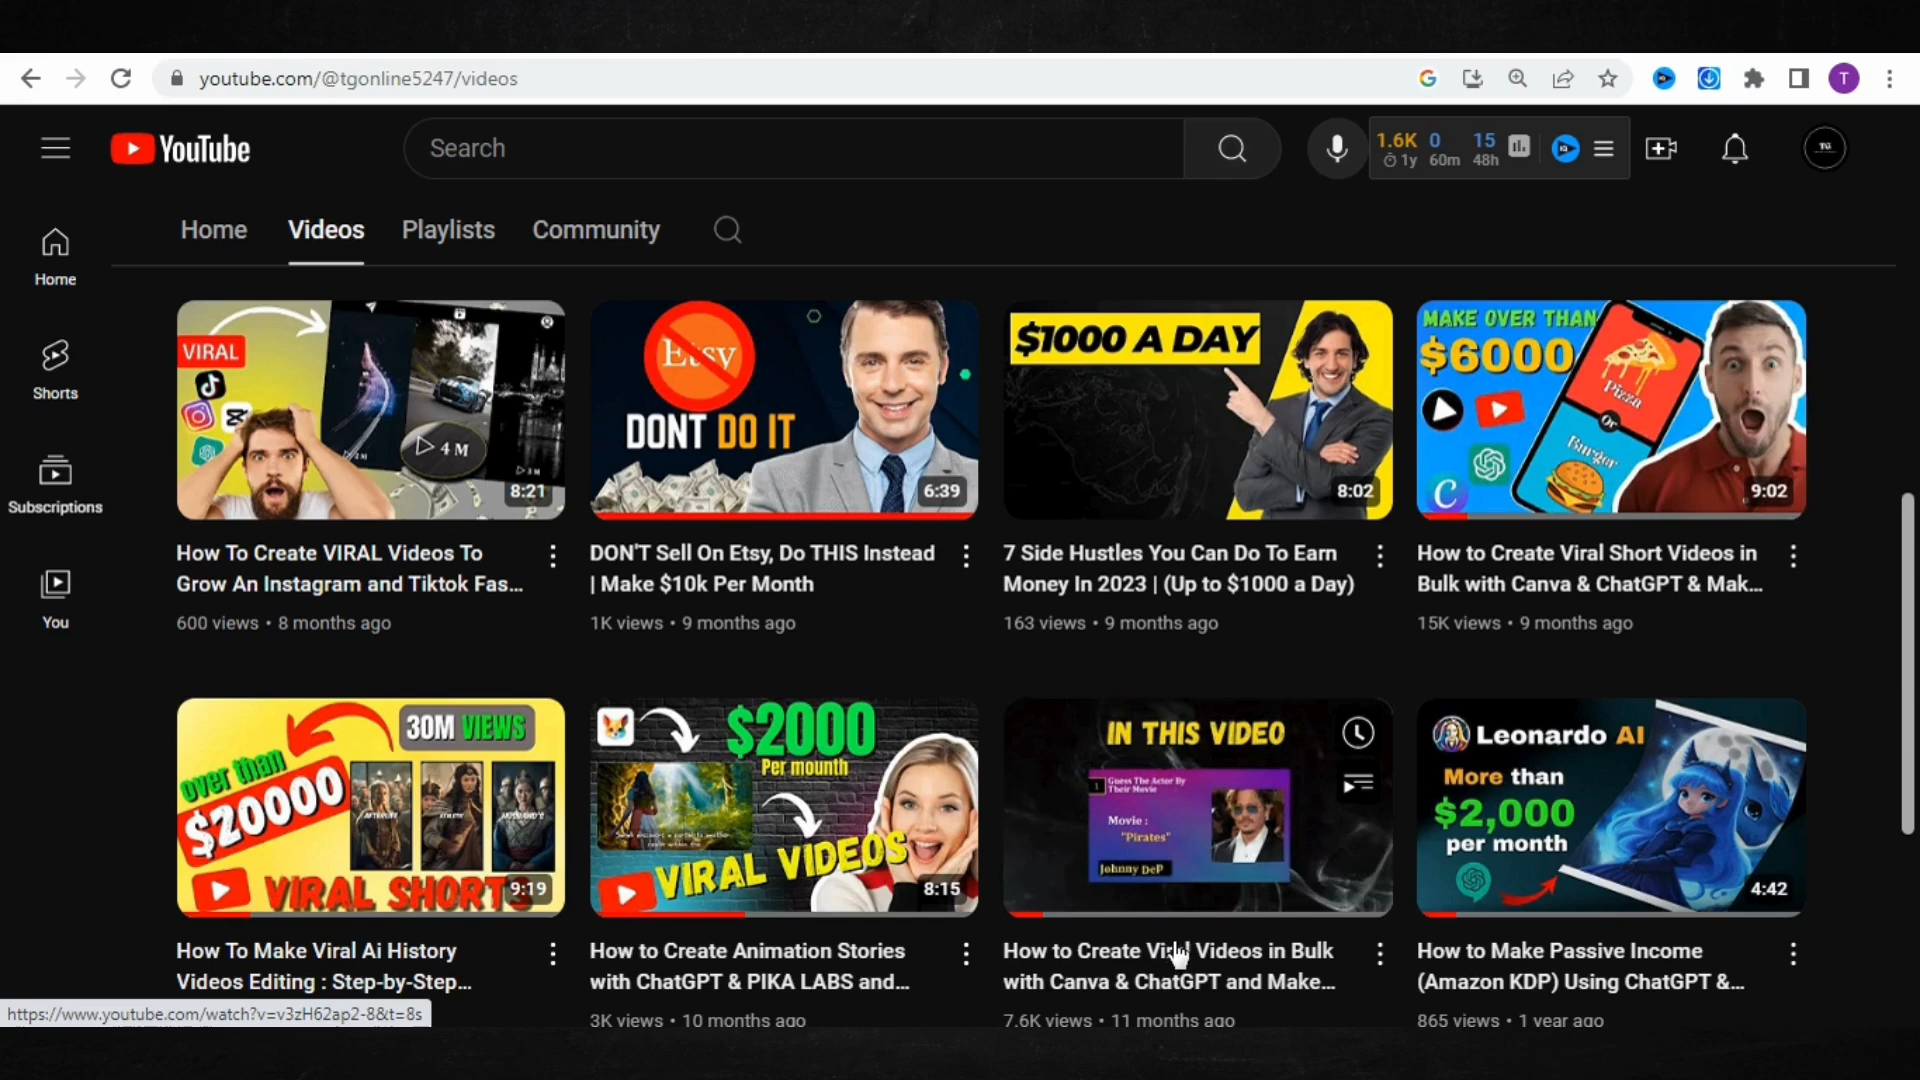 youtube.com/@tgonline5247/videos
T
YouTube
Search
1.6K 0 15
1y 60m 48h
TG
Home
Videos
Playlists
Community
Home
Shorts
Subscriptions
You
VIRAL
4 M
8:21
Etsy
DONT DO IT
6:39
$1000 A DAY
8:02
MAKE OVER THAN
$6000
Pizza
Or
Burger
C
9:02
How To Create VIRAL Videos To
Grow An Instagram and Tiktok Fas...
600 views • 8 months ago
DON'T Sell On Etsy, Do THIS Instead
| Make $10k Per Month
1K views • 9 months ago
7 Side Hustles You Can Do To Earn
Money In 2023 | (Up to $1000 a Day)
163 views • 9 months ago
How to Create Viral Short Videos in
Bulk with Canva & ChatGPT & Mak...
15K views • 9 months ago
30M VIEWS
over than
$20000
VIRAL SHORTS
9:19
$2000
Per mounth
VIRAL VIDEOS
8:15
IN THIS VIDEO
1
Guess The Actor By
Their Movie
Movie :
"Pirates"
Johnny DeP
Leonardo AI
More than
$2,000
per month
4:42
How To Make Viral Ai History
Videos Editing : Step-by-Step...
How to Create Animation Stories
with ChatGPT & PIKA LABS and...
3K views • 10 months ago
How to Create Viral Videos in Bulk
with Canva & ChatGPT and Make...
7.6K views • 11 months ago
How to Make Passive Income
(Amazon KDP) Using ChatGPT &...
865 views • 1 year ago
https://www.youtube.com/watch?v=v3zH62ap2-8&t=8s